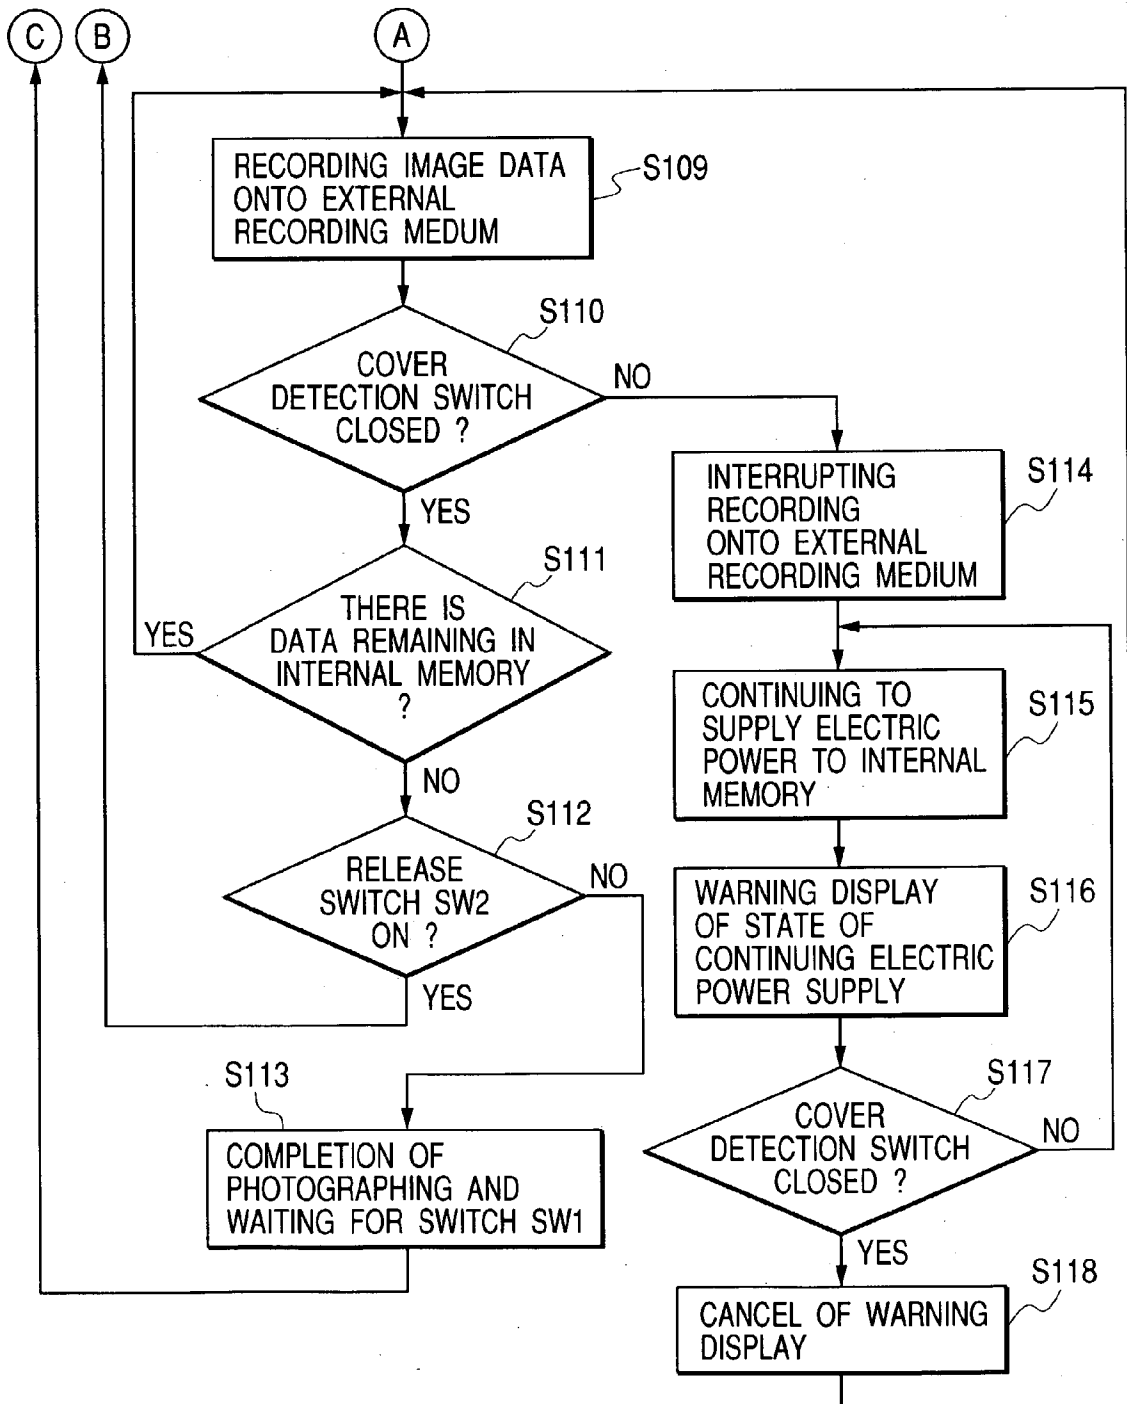 C
B
A
RECORDING IMAGE DATA
ONTO EXTERNAL
RECORDING MEDUM
S109
S110
COVER
DETECTION SWITCH
CLOSED ?
NO
YES
S111
THERE IS
DATA REMAINING IN
INTERNAL MEMORY
?
YES
NO
S112
RELEASE
SWITCH SW2
ON ?
NO
YES
S113
COMPLETION OF
PHOTOGRAPHING AND
WAITING FOR SWITCH SW1
INTERRUPTING
RECORDING
ONTO EXTERNAL
RECORDING MEDIUM
S114
CONTINUING TO
SUPPLY ELECTRIC
POWER TO INTERNAL
MEMORY
S115
WARNING DISPLAY
OF STATE OF
CONTINUING ELECTRIC
POWER SUPPLY
S116
S117
COVER
DETECTION SWITCH
CLOSED ?
NO
YES
S118
CANCEL OF WARNING
DISPLAY